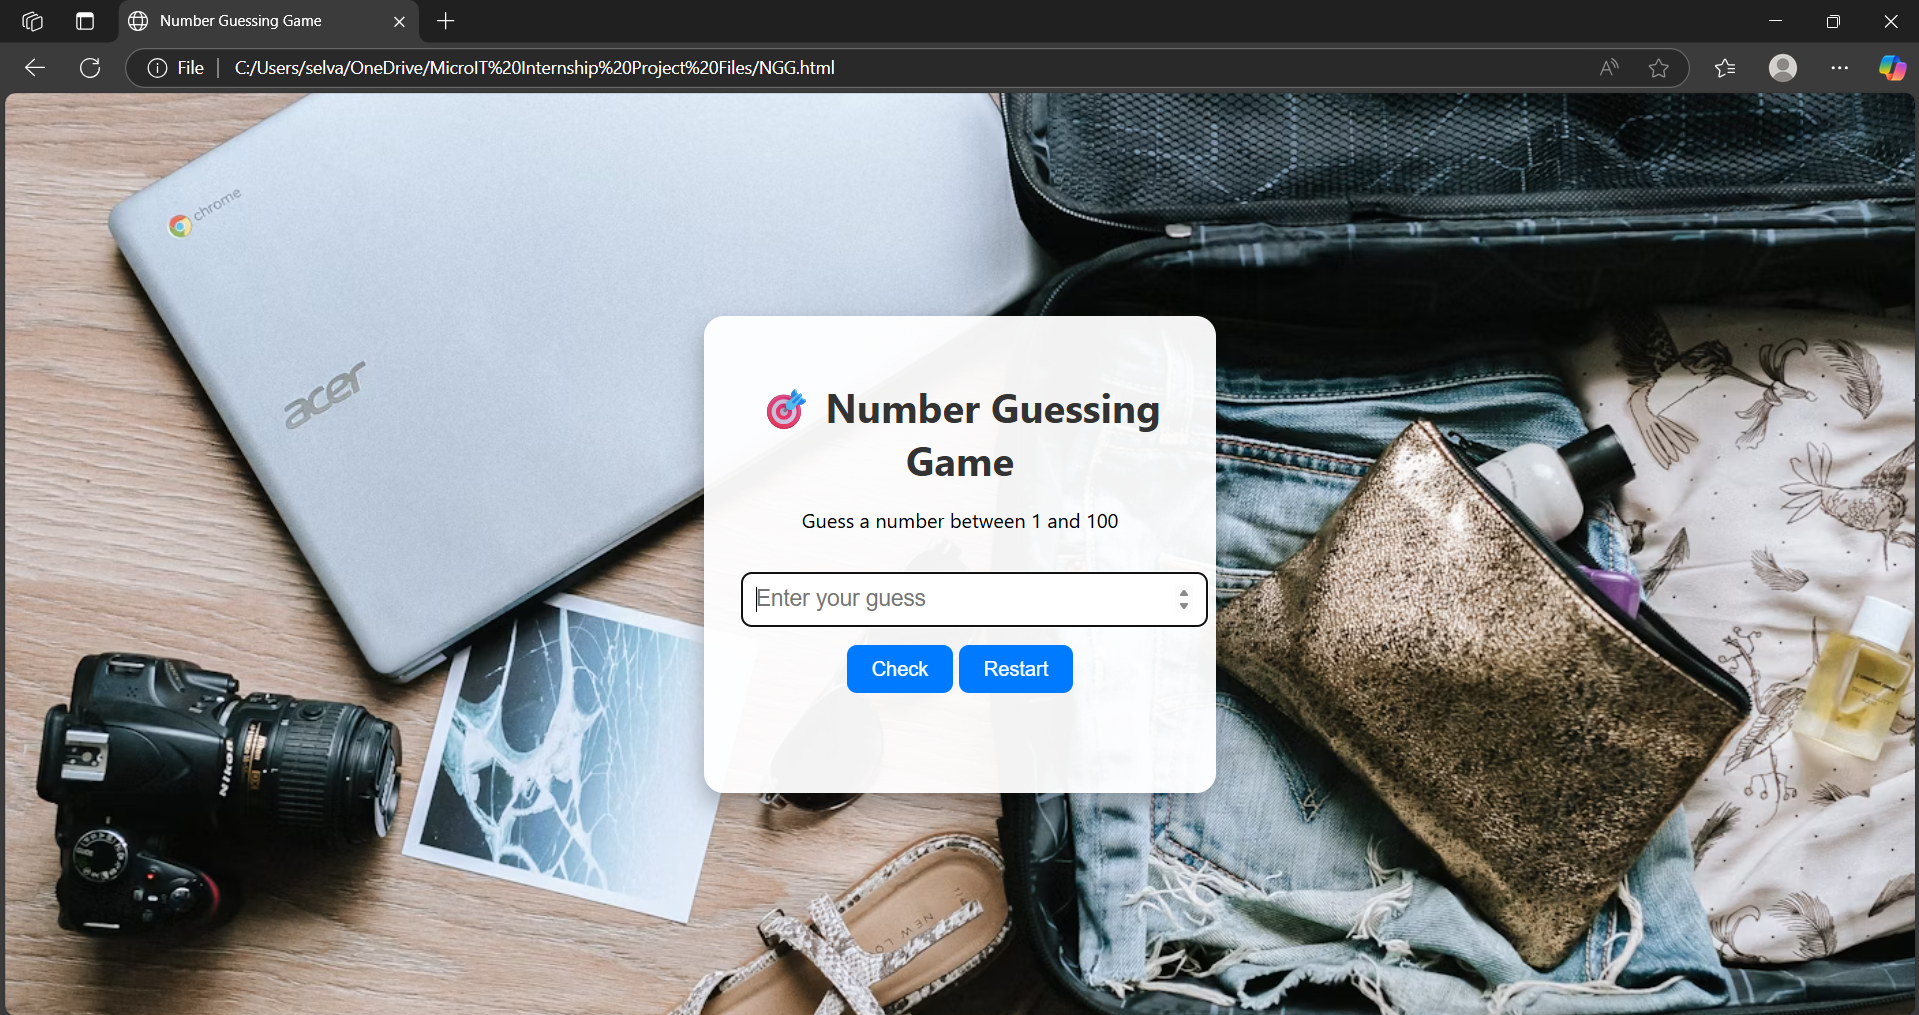 Number Guessing Game
File
C:/Users/selva/OneDrive/MicroIT%20Internship%20Project%20Files/NGG.html
chrome
acer
Number Guessing
Game
Guess a number between 1 and 100
Enter your guess
Check
Restart
Nikon